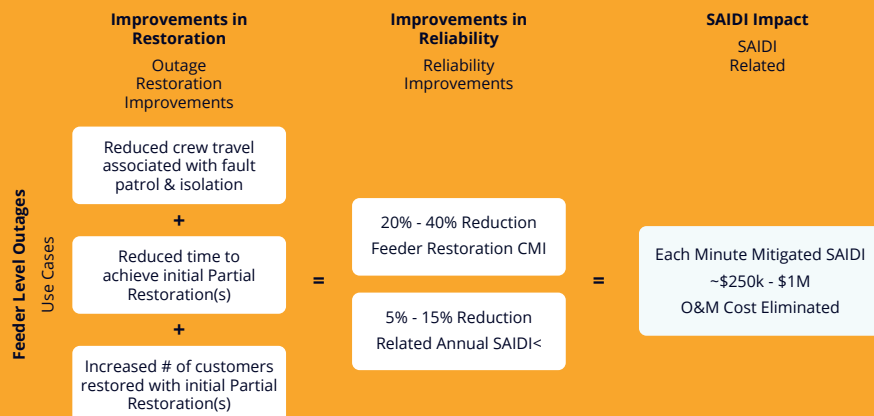 Improvements in
Restoration
Outage
Restoration
Improvements
Improvements in
Reliability
Reliability
Improvements
SAIDI Impact
SAIDI
Related
Feeder Level Outages
Use Cases
Reduced crew travel
associated with fault
patrol & isolation
+
Reduced time to
achieve initial Partial
Restoration(s)
+
Increased # of customers
restored with initial Partial
Restoration(s)
=
20% - 40% Reduction
Feeder Restoration CMI
5% - 15% Reduction
Related Annual SAIDI<
=
Each Minute Mitigated SAIDI
~$250k - $1M
O&M Cost Eliminated